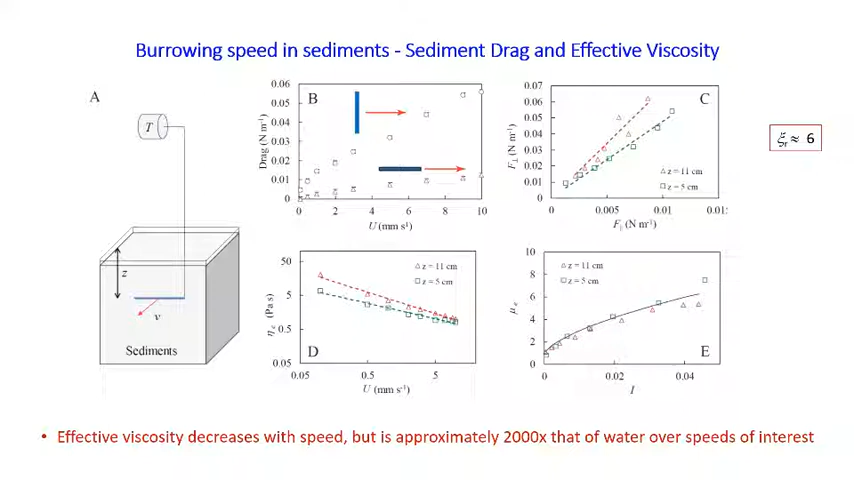 Burrowing speed in sediments - Sediment Drag and Effective Viscosity
A
T
z
v
Sediments
B
Drag (N m⁻¹)
0.06
0.05
0.04
0.03
0.02
0.01
0
0 2 4 6 8 10
U (mm s⁻¹)
C
F⊥ (N m⁻¹)
0.07
0.06
0.05
0.04
0.03
0.02
0.01
0
△ z = 11 cm
□ z = 5 cm
0 0.005 0.01 0.01:
F∥ (N m⁻¹)
ξr ≈ 6
D
ηe (Pa s)
50
5
0.5
0.05
△ z = 11 cm
□ z = 5 cm
0.05 0.5 5
U (mm s⁻¹)
E
μe
10
8
6
4
2
0
△ z = 11 cm
□ z = 5 cm
0 0.02 0.04
I
• Effective viscosity decreases with speed, but is approximately 2000x that of water over speeds of interest